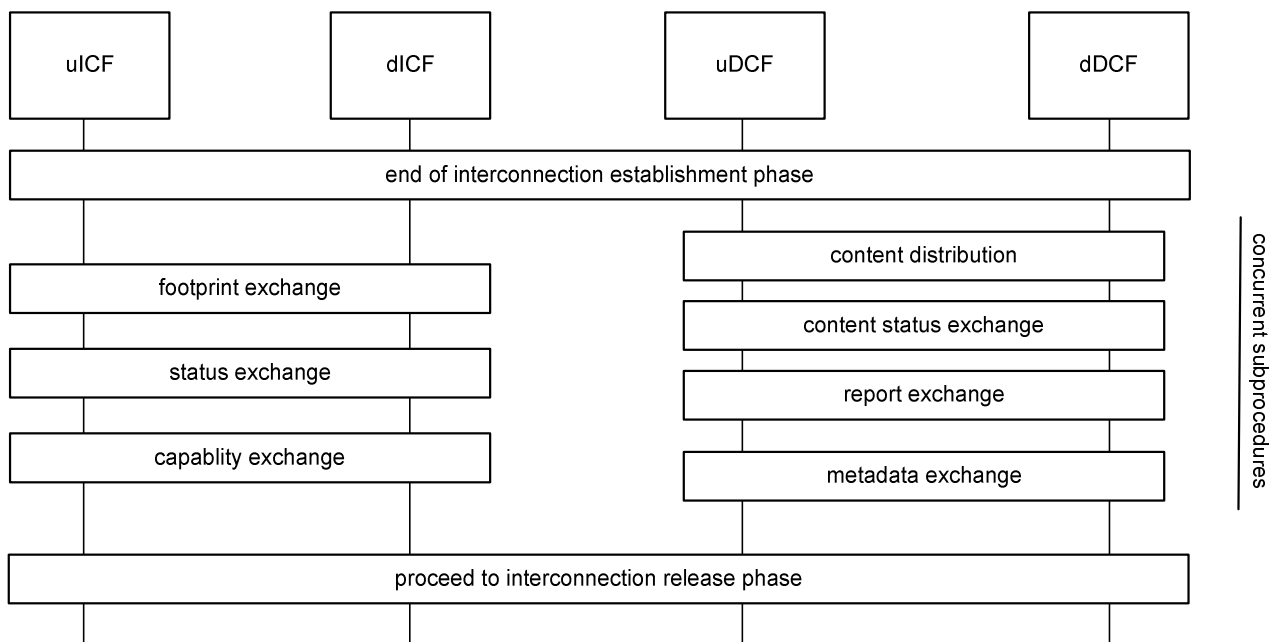 uICF
dICF
uDCF
dDCF
end of interconnection establishment phase
content distribution
footprint exchange
content status exchange
status exchange
report exchange
capablity exchange
metadata exchange
concurrent subprocedures
proceed to interconnection release phase